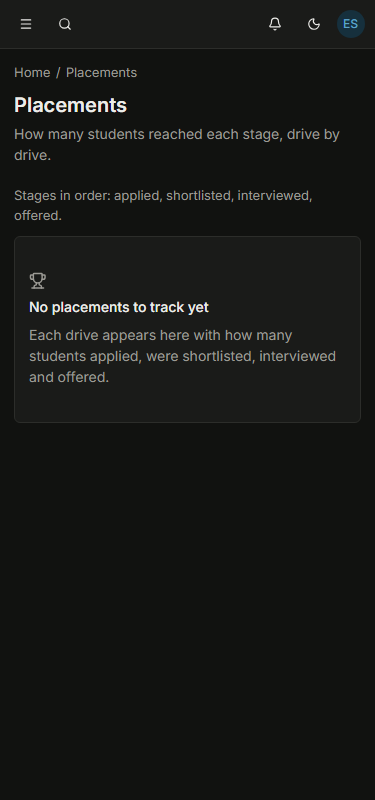 ES
Home / Placements
Placements
How many students reached each stage, drive by
drive.
Stages in order: applied, shortlisted, interviewed,
offered.
No placements to track yet
Each drive appears here with how many
students applied, were shortlisted, interviewed
and offered.